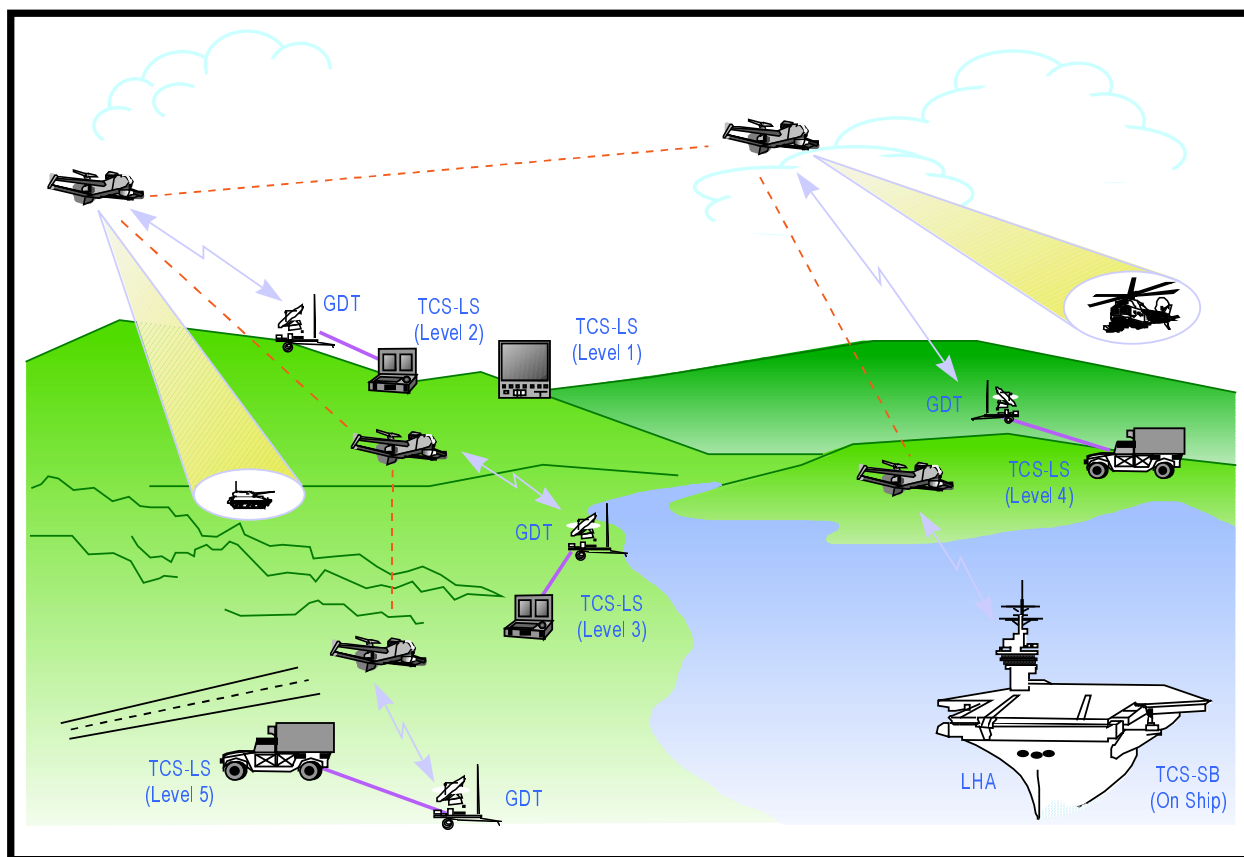 GDT
TCS-LS
(Level 2)
TCS-LS
(Level 1)
GDT
TCS-LS
(Level 4)
GDT
TCS-LS
(Level 3)
TCS-LS
(Level 5)
GDT
LHA
TCS-SB
(On Ship)